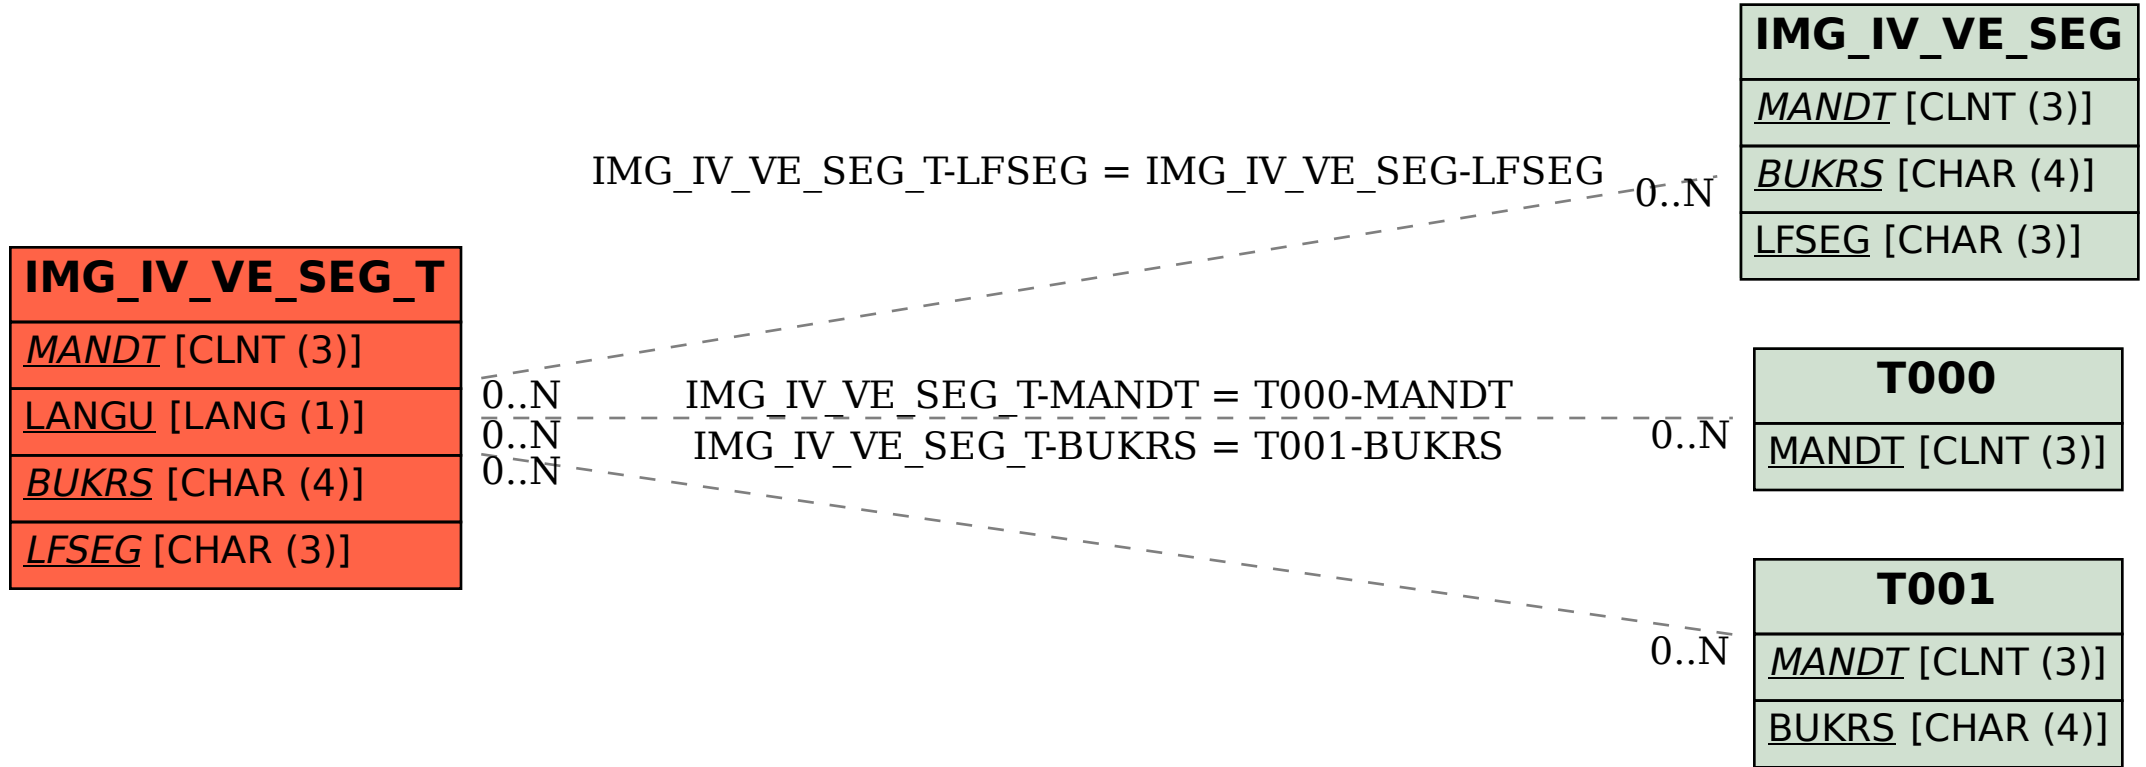 IMG_IV_VE_SEG_T
MANDT [CLNT (3)]
LANGU [LANG (1)]
BUKRS [CHAR (4)]
LFSEG [CHAR (3)]
IMG_IV_VE_SEG_T-LFSEG = IMG_IV_VE_SEG-LFSEG
0..N
0..N
IMG_IV_VE_SEG_T-MANDT = T000-MANDT
0..N
0..N
IMG_IV_VE_SEG_T-BUKRS = T001-BUKRS
0..N
0..N
IMG_IV_VE_SEG
MANDT [CLNT (3)]
BUKRS [CHAR (4)]
LFSEG [CHAR (3)]
T000
MANDT [CLNT (3)]
T001
MANDT [CLNT (3)]
BUKRS [CHAR (4)]